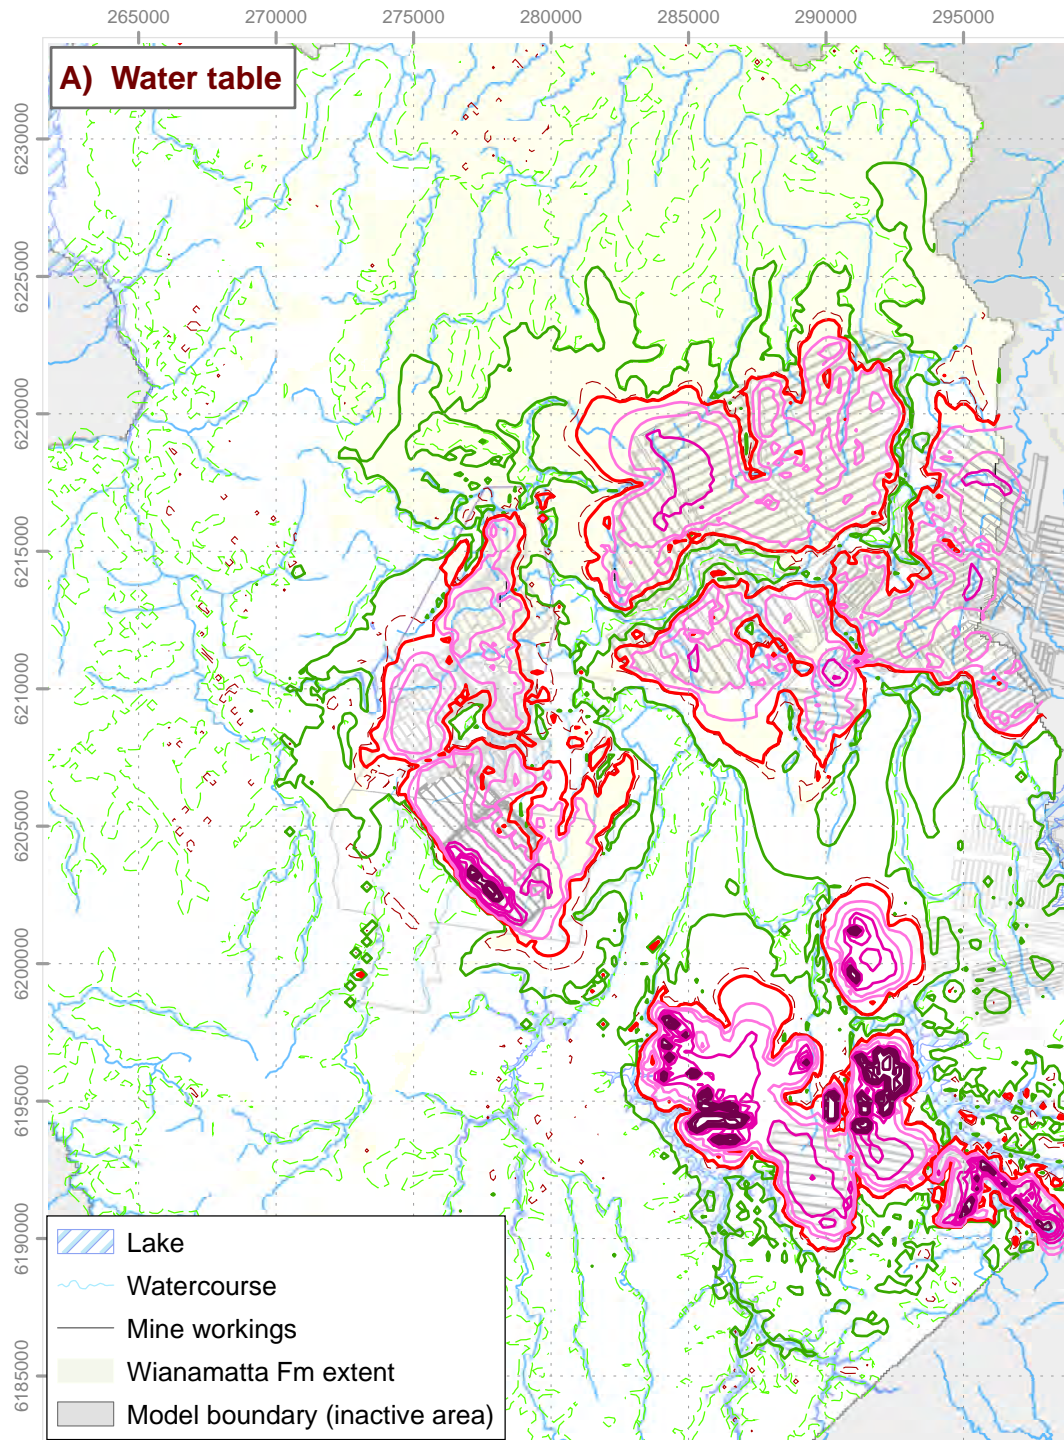 265000 270000 275000 280000 285000 290000 295000
A) Water table
6230000
6225000
6220000
6215000
6210000
6205000
6200000
6195000
6190000
6185000
Lake
Watercourse
Mine workings
Wianamatta Fm extent
Model boundary (inactive area)